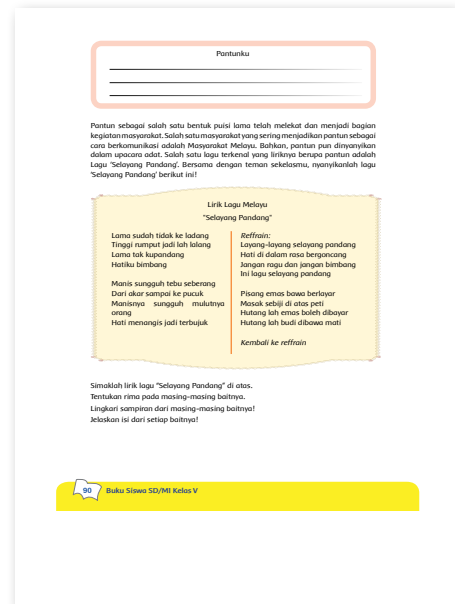 Pantunku
Pantun sebagai salah satu bentuk puisi lama telah melekat dan menjadi bagian
kegiatan masyarakat. Salah satu masyarakat yang sering menjadikan pantun sebagai
cara berkomunikasi adalah Masyarakat Melayu. Bahkan, pantun pun dinyanyikan
dalam upacara adat. Salah satu lagu terkenal yang liriknya berupa pantun adalah
Lagu 'Selayang Pandang'. Bersama dengan teman sekelasmu, nyanyikanlah lagu
'Selayang Pandang' berikut ini!
Lirik Lagu Melayu
"Selayang Pandang"
Lama sudah tidak ke ladang
Tinggi rumput jadi lah lalang
Lama tak kupandang
Hatiku bimbang
Manis sungguh tebu seberang
Dari akar sampai ke pucuk
Manisnya sungguh mulutnya
orang
Hati menangis jadi terbujuk
Reffrain:
Layang-layang selayang pandang
Hati di dalam rasa bergoncang
Jangan ragu dan jangan bimbang
Ini lagu selayang pandang
Pisang emas bawa berlayar
Masak sebiji di atas peti
Hutang lah emas boleh dibayar
Hutang lah budi dibawa mati
Kembali ke reffrain
Simaklah lirik lagu "Selayang Pandang" di atas.
Tentukan rima pada masing-masing baitnya.
Lingkari sampiran dari masing-masing baitnya!
Jelaskan isi dari setiap baitnya!
90 Buku Siswa SD/MI Kelas V